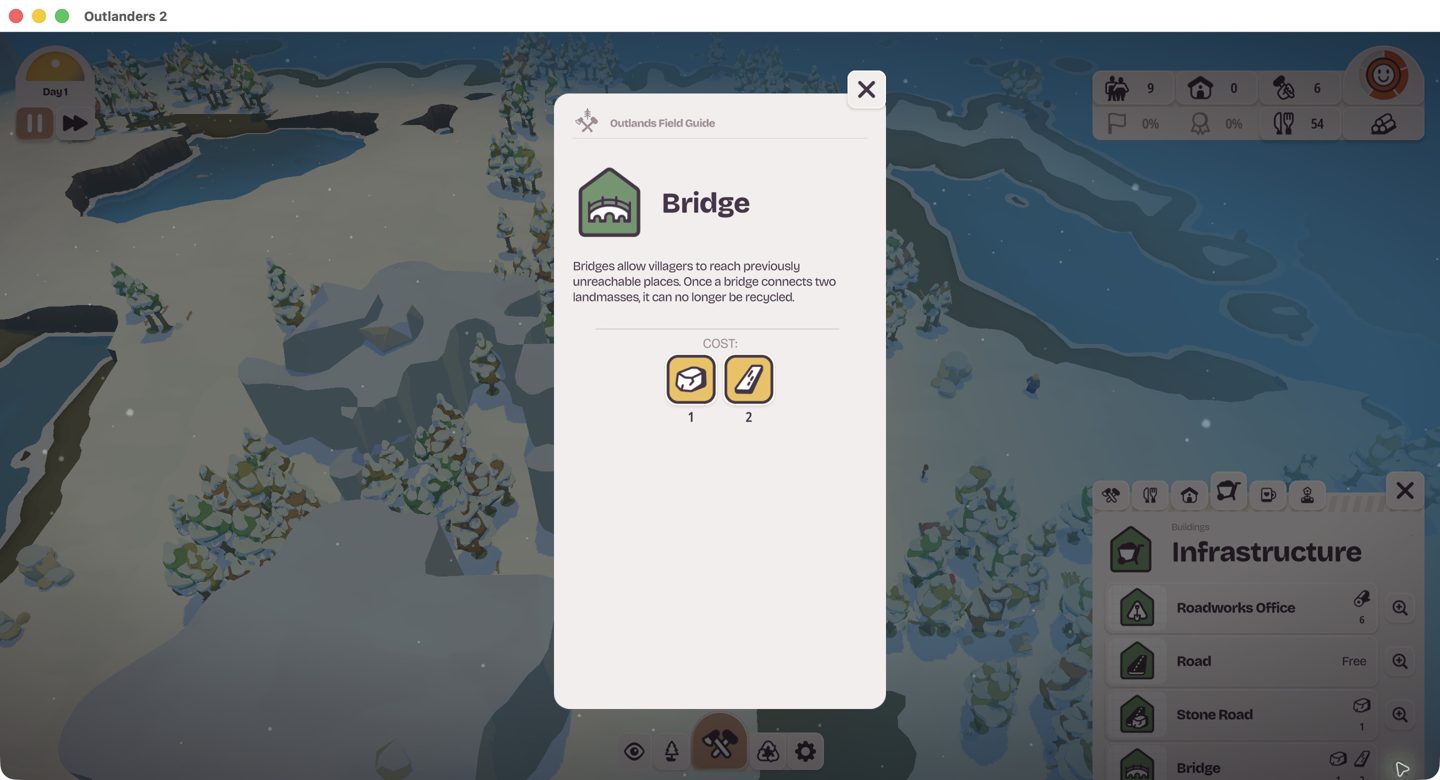 Outlanders 2
Day 1
9
0
6
0%
0%
54
Outlands Field Guide
Bridge
Bridges allow villagers to reach previously
unreachable places. Once a bridge connects two
landmasses, it can no longer be recycled.
COST:
1
2
Buildings
Infrastructure
Roadworks Office
6
Road
Free
Stone Road
1
Bridge